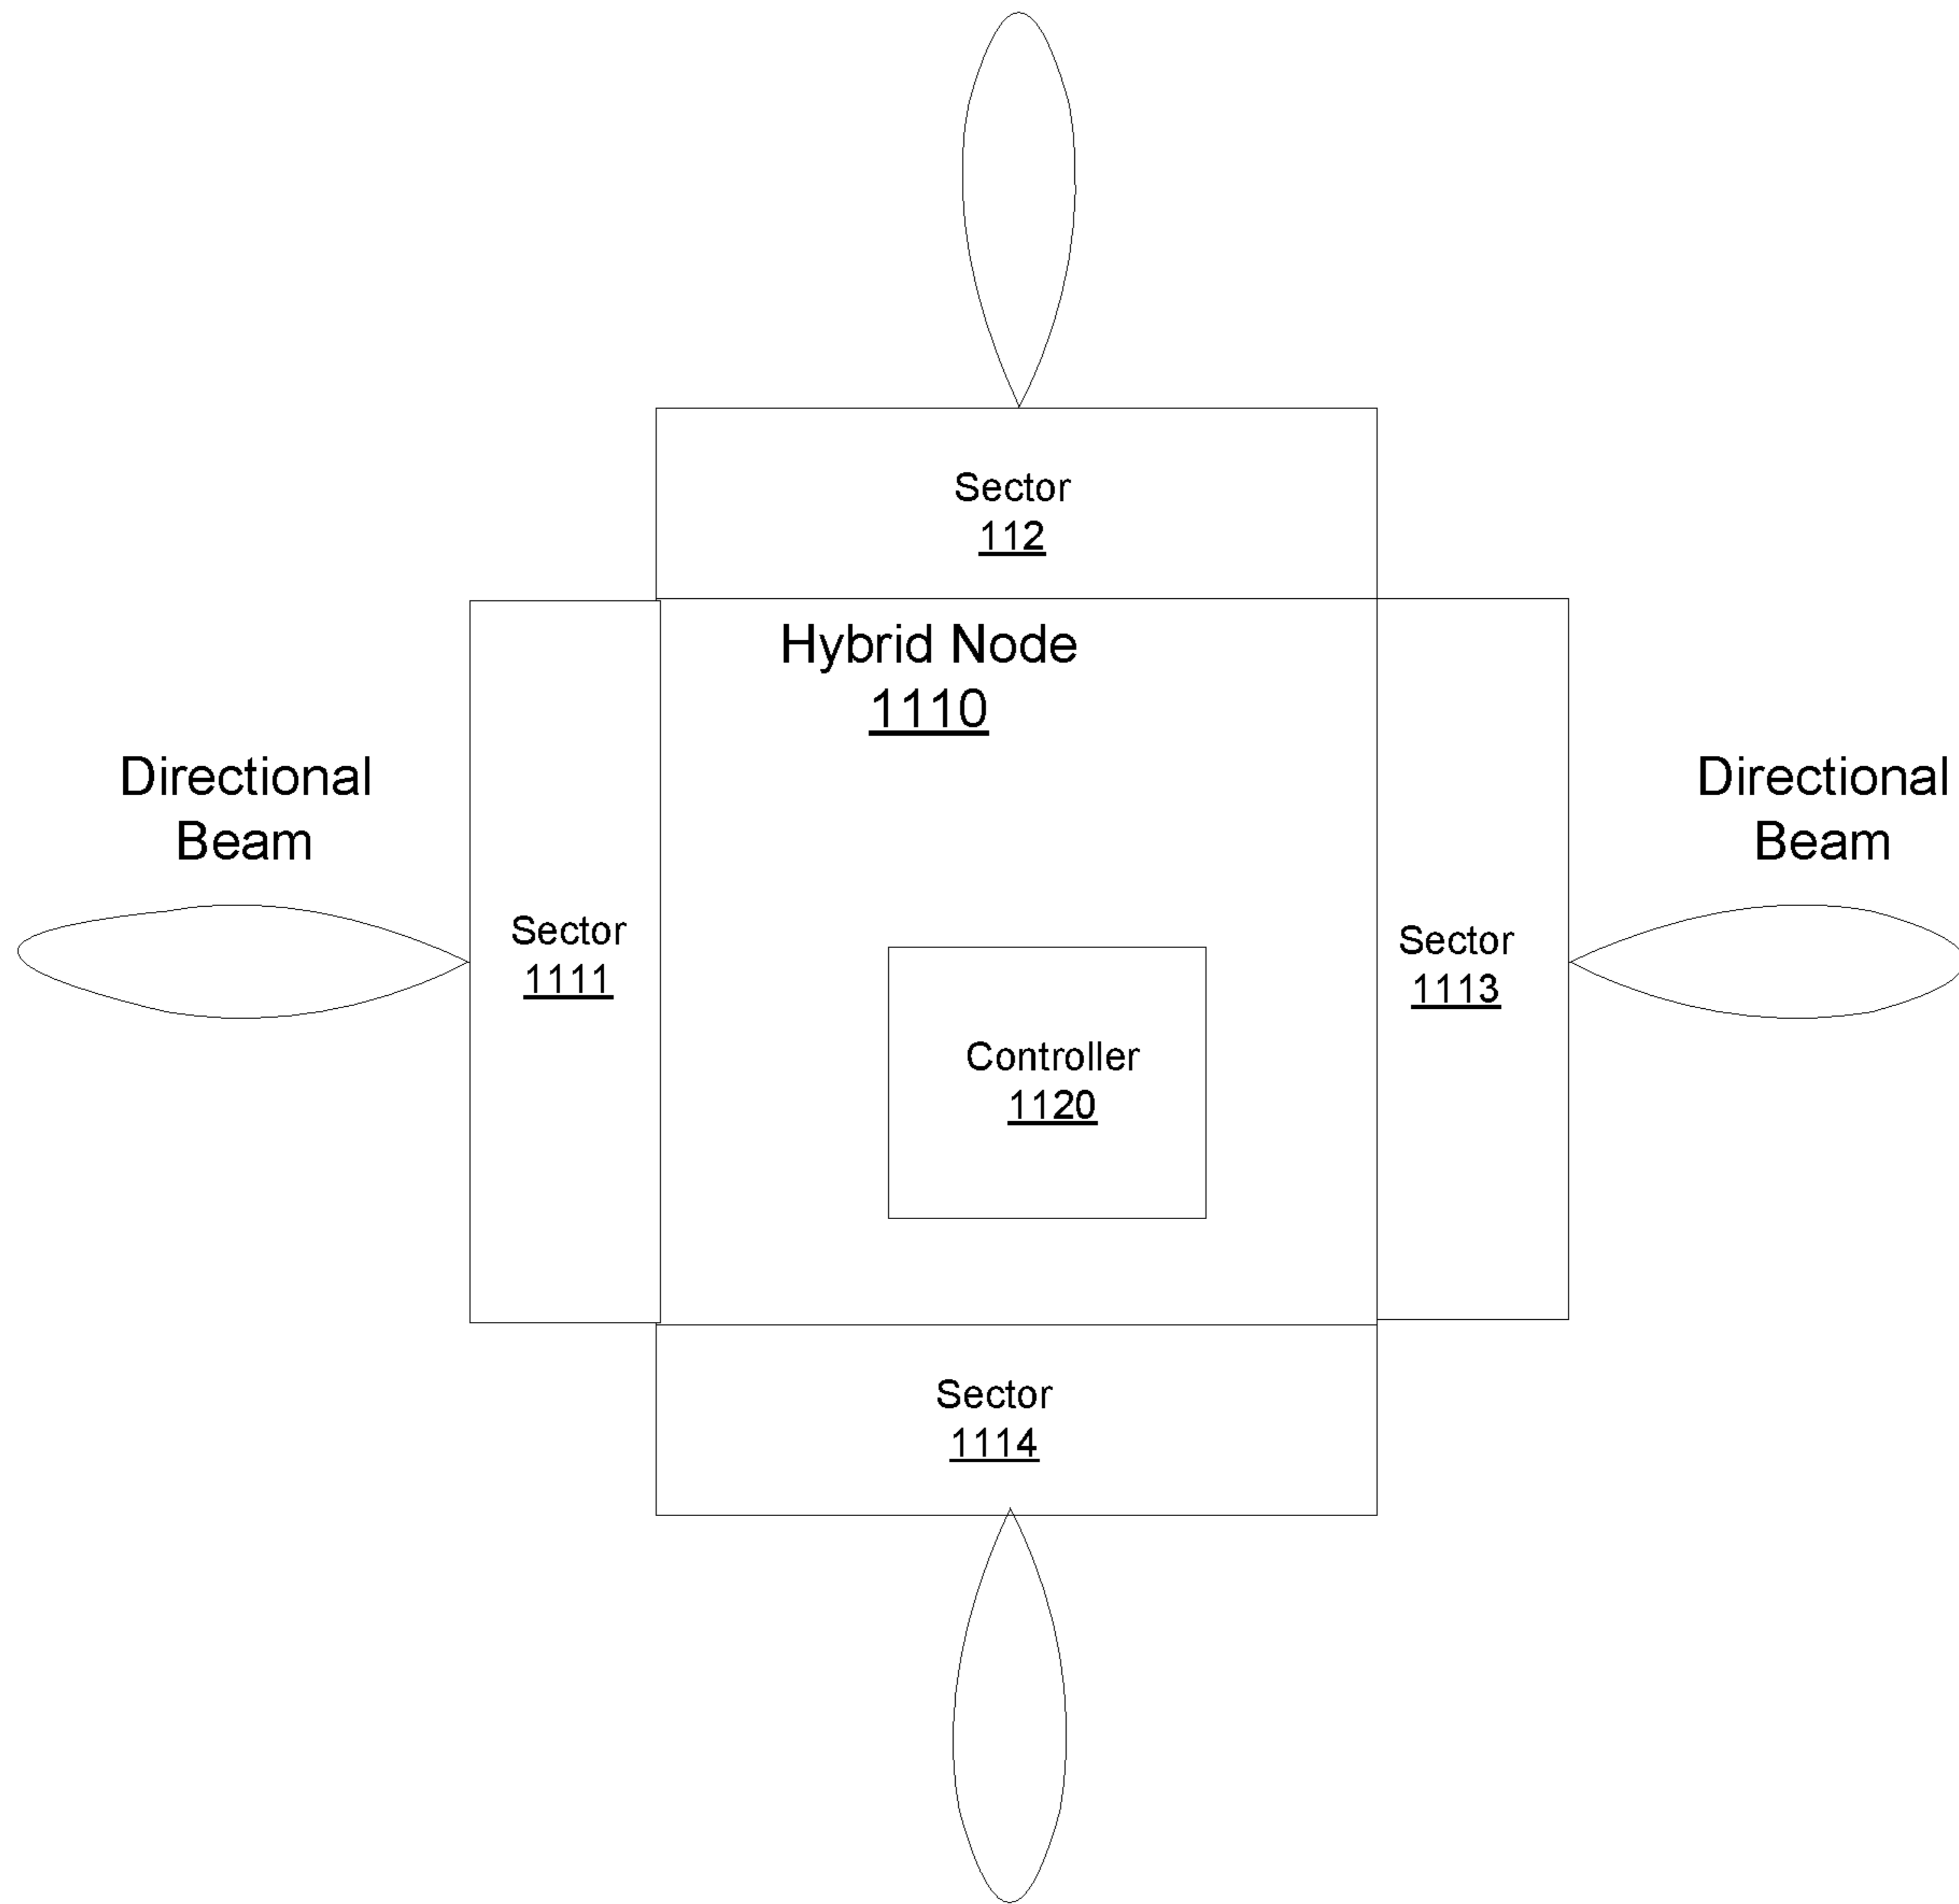 Sector
112
Hybrid Node
1110
Directional
Beam
Directional
Beam
Sector
1111
Sector
1113
Controller
1120
Sector
1114